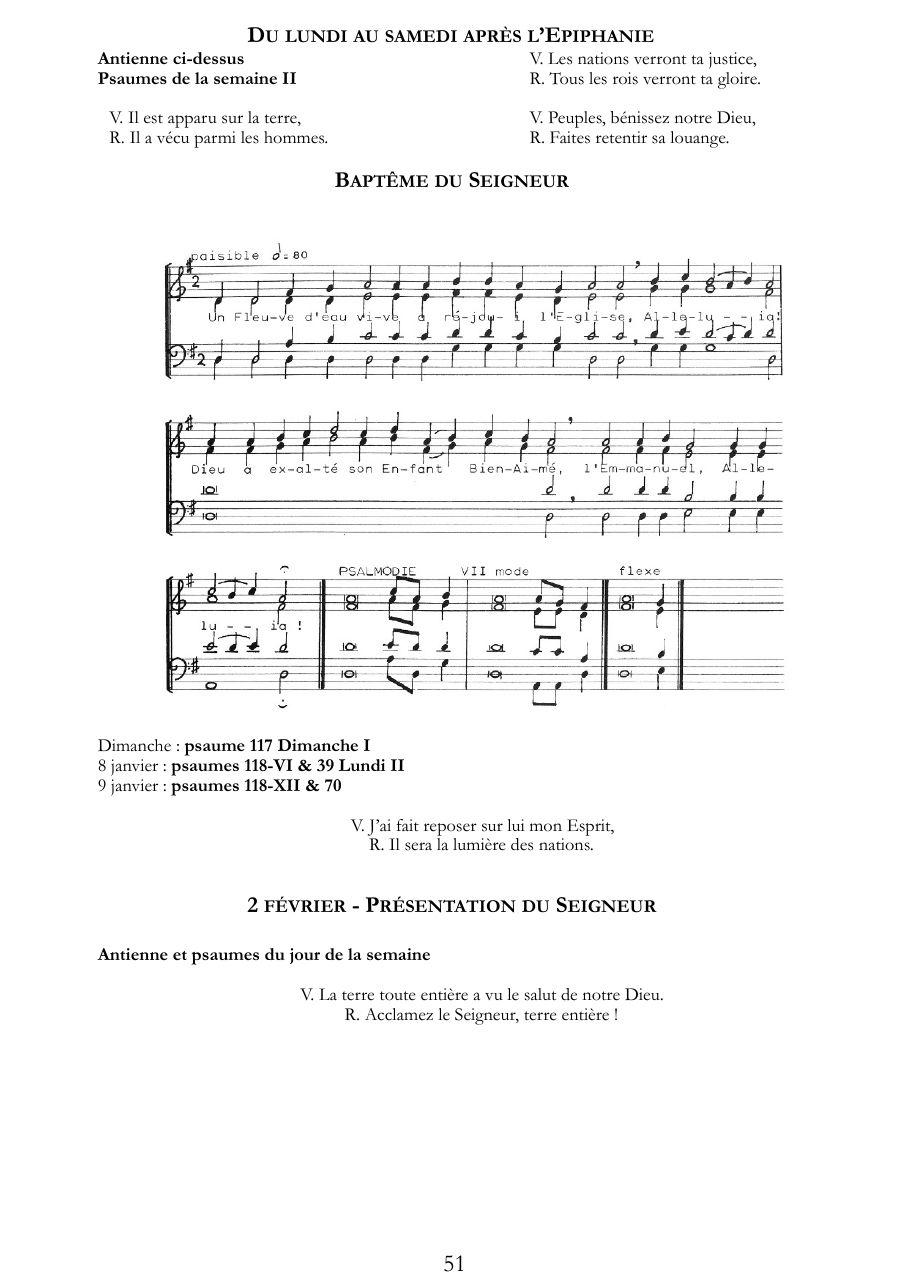 DU LUNDI AU SAMEDI APRÈS L'EPIPHANIE
Antienne ci-dessus
Psaumes de la semaine II
V. Il est apparu sur la terre,
R. Il a vécu parmi les hommes.
V. Les nations verront ta justice,
R. Tous les rois verront ta gloire.
V. Peuples, bénissez notre Dieu,
R. Faites retentir sa louange.
BAPTÊME DU SEIGNEUR
paisible = 80
Un Fleu-ve d'eau vi-ve a ré-jou-i, l'E-gli-se, Al-le-lu - - ia!
Dieu a ex-al-té son En-fant Bien-Ai-mé, l'Em-ma-nu-el, Al-le-
PSALMODIE VII mode flexe
lu - - ia !
Dimanche : psaume 117 Dimanche I
8 janvier : psaumes 118-VI & 39 Lundi II
9 janvier : psaumes 118-XII & 70
V. J'ai fait reposer sur lui mon Esprit,
R. Il sera la lumière des nations.
2 FÉVRIER - PRÉSENTATION DU SEIGNEUR
Antienne et psaumes du jour de la semaine
V. La terre toute entière a vu le salut de notre Dieu.
R. Acclamez le Seigneur, terre entière !
51